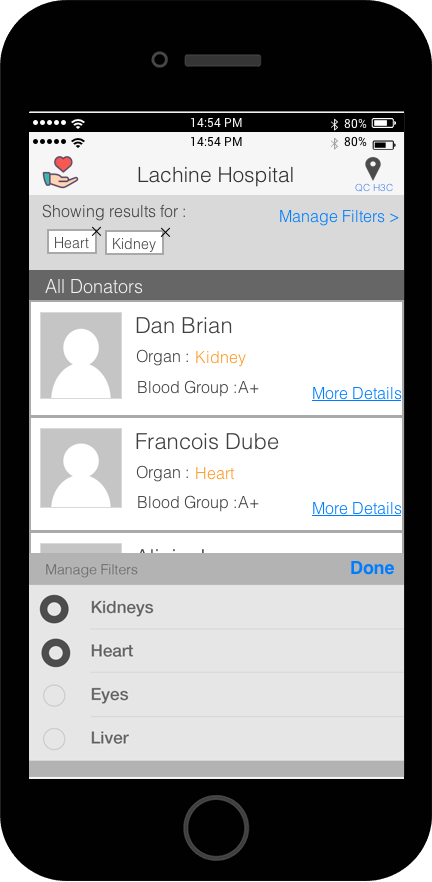 14:54 PM 80%
14:54 PM 80%
Lachine Hospital
QC H3C
Showing results for :
Manage Filters >
Heart
Kidney
All Donators
Dan Brian
Organ : Kidney
Blood Group :A+
More Details
Francois Dube
Organ : Heart
Blood Group :A+
More Details
Manage Filters
Done
Kidneys
Heart
Eyes
Liver